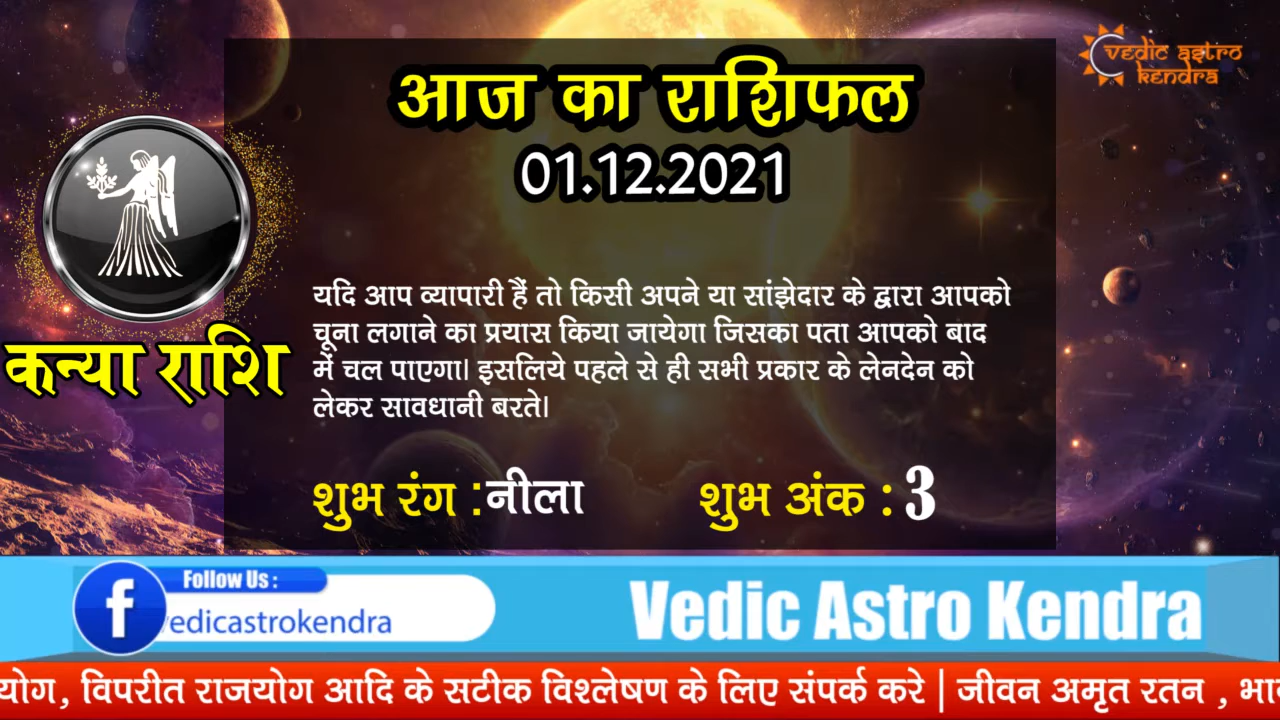 vedic astro
kendra
आज का राशिफल
01.12.2021
यदि आप व्यापारी हैं तो किसी अपने या सांझेदार के द्वारा आपको
चूना लगाने का प्रयास किया जायेगा जिसका पता आपको बाद
में चल पाएगा। इसलिये पहले से ही सभी प्रकार के लेनदेन को
लेकर सावधानी बरते।
कन्या राशि
शुभ रंग :नीला
शुभ अंक : 3
Follow Us :
vedicastrokendra
Vedic Astro Kendra
योग, विपरीत राजयोग आदि के सटीक विश्लेषण के लिए संपर्क करे | जीवन अमृत रतन ,